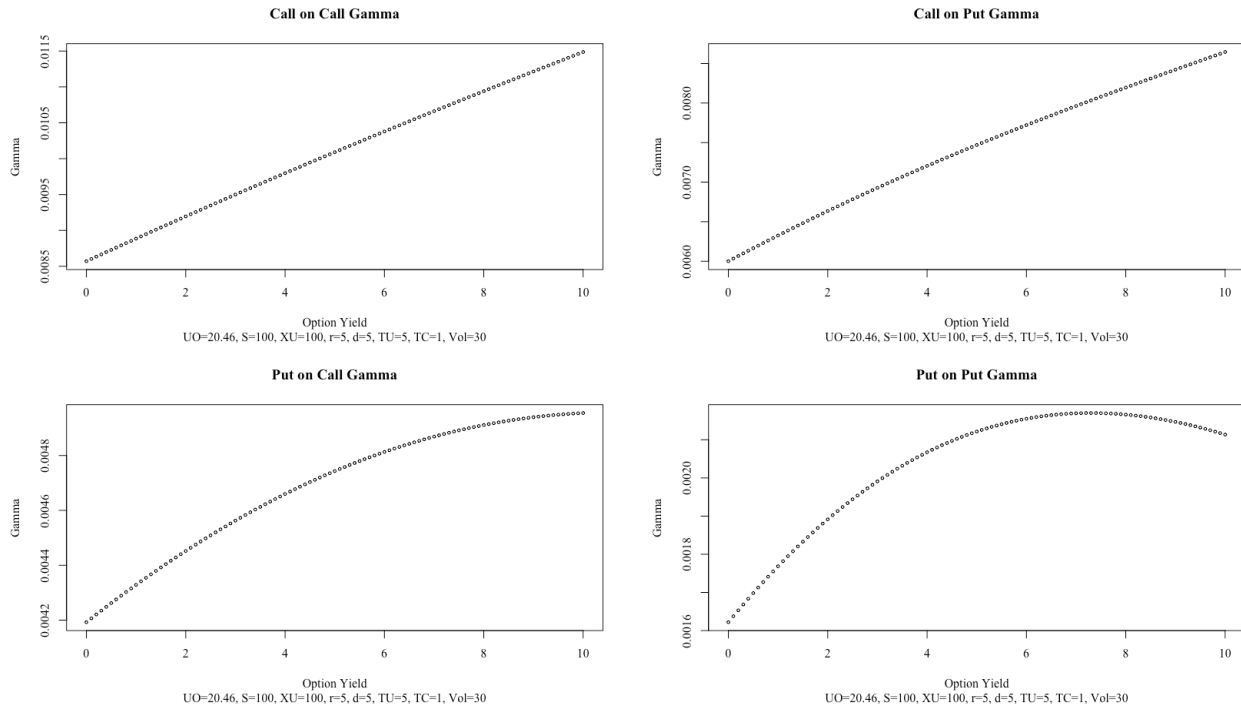 Call on Call Gamma
Gamma
0.0085
0.0095
0.0105
0.0115
0 2 4 6 8 10
Option Yield
UO=20.46, S=100, XU=100, r=5, d=5, TU=5, TC=1, Vol=30
Call on Put Gamma
Gamma
0.0060
0.0070
0.0080
0 2 4 6 8 10
Option Yield
UO=20.46, S=100, XU=100, r=5, d=5, TU=5, TC=1, Vol=30
Put on Call Gamma
Gamma
0.0042
0.0044
0.0046
0.0048
0 2 4 6 8 10
Option Yield
UO=20.46, S=100, XU=100, r=5, d=5, TU=5, TC=1, Vol=30
Put on Put Gamma
Gamma
0.0016
0.0018
0.0020
0 2 4 6 8 10
Option Yield
UO=20.46, S=100, XU=100, r=5, d=5, TU=5, TC=1, Vol=30